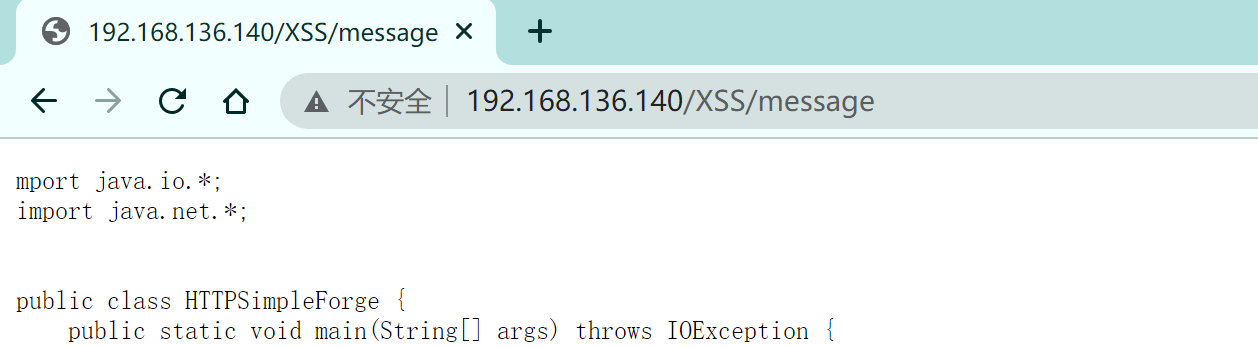 192.168.136.140/XSS/message
不安全 192.168.136.140/XSS/message
mport java.io.*;
import java.net.*;
public class HTTPSimpleForge {
public static void main(String[] args) throws IOException {